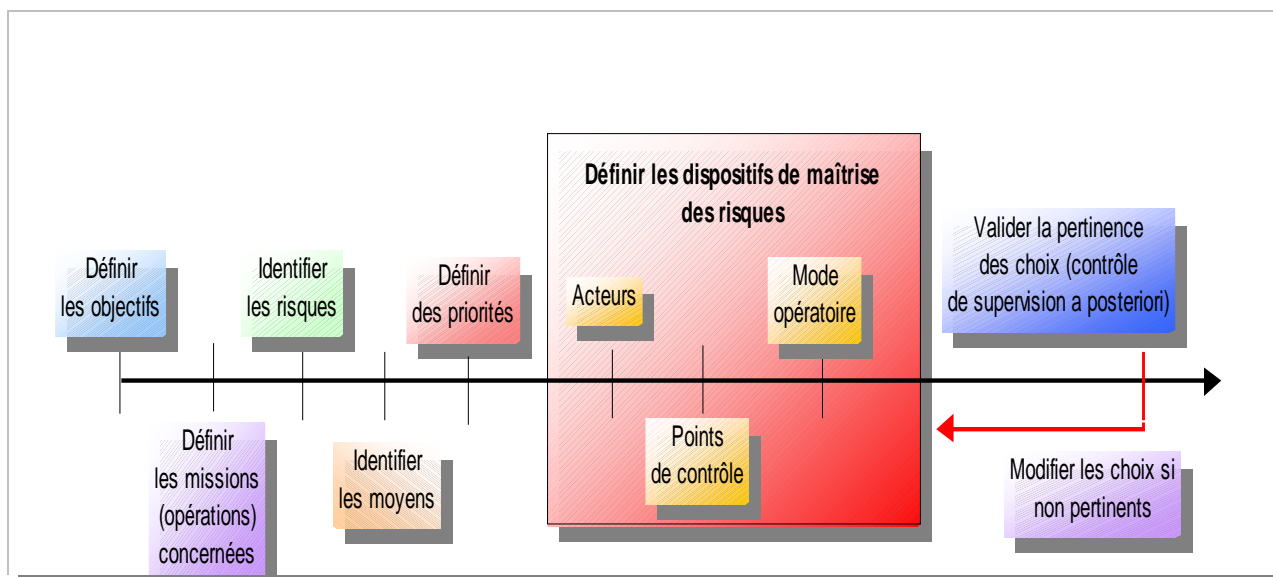 Définir les dispositifs de maîtrise
des risques
Définir
les objectifs
Identifier
les risques
Définir
des priorités
Acteurs
Mode
opératoire
Valider la pertinence
des choix (contrôle
de supervision a posteriori)
Définir
les missions
(opérations)
concernées
Identifier
les moyens
Points
de contrôle
Modifier les choix si
non pertinents